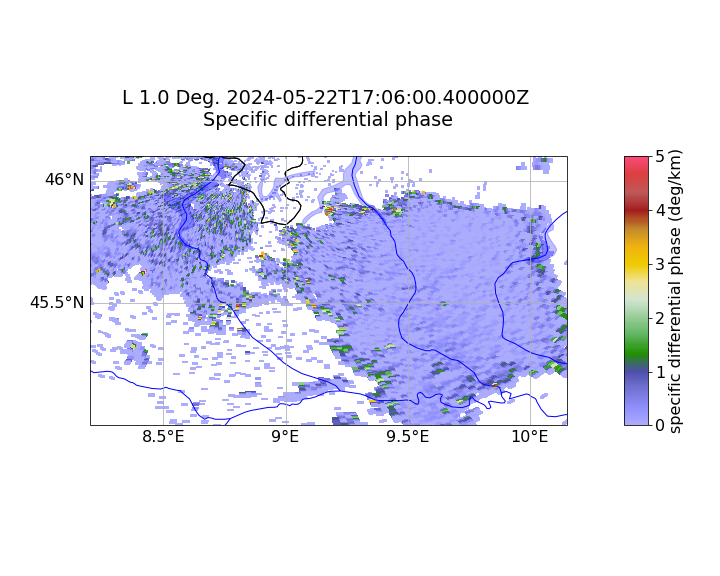 L 1.0 Deg. 2024-05-22T17:06:00.400000Z
Specific differential phase
46°N
45.5°N
8.5°E
9°E
9.5°E
10°E
5
4
3
2
1
0
specific differential phase (deg/km)